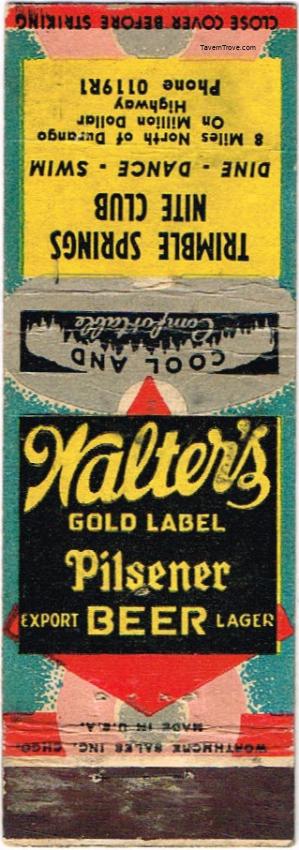 CLOSE COVER BEFORE STRIKING
TavernTrove.com
TRIMBLE SPRINGS
NITE CLUB
DINE - DANCE - SWIM
8 Miles North of Durango
On Million Dollar
Highway
Phone 0119R1
COOL AND
Comfortable
Walter's
GOLD LABEL
Pilsener
EXPORT BEER LAGER
WORTHMORE SALES INC. CHGO.
MADE IN U.S.A.